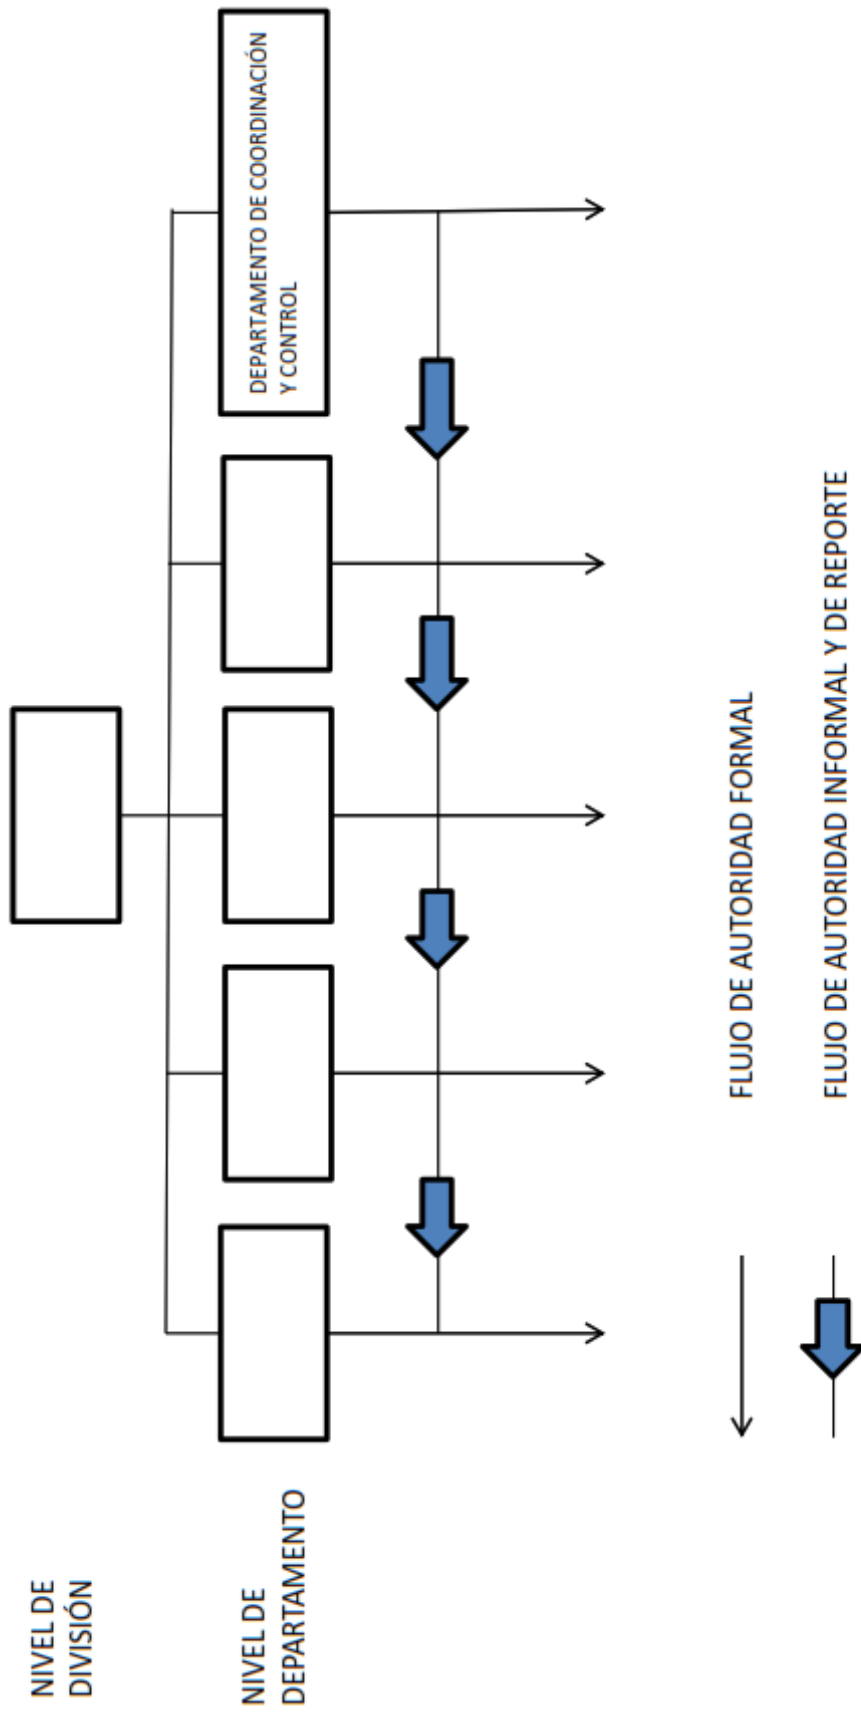 NIVEL DE
DIVISIÓN
NIVEL DE
DEPARTAMENTO
DEPARTAMENTO DE COORDINACIÓN
Y CONTROL
FLUJO DE AUTORIDAD FORMAL
FLUJO DE AUTORIDAD INFORMAL Y DE REPORTE